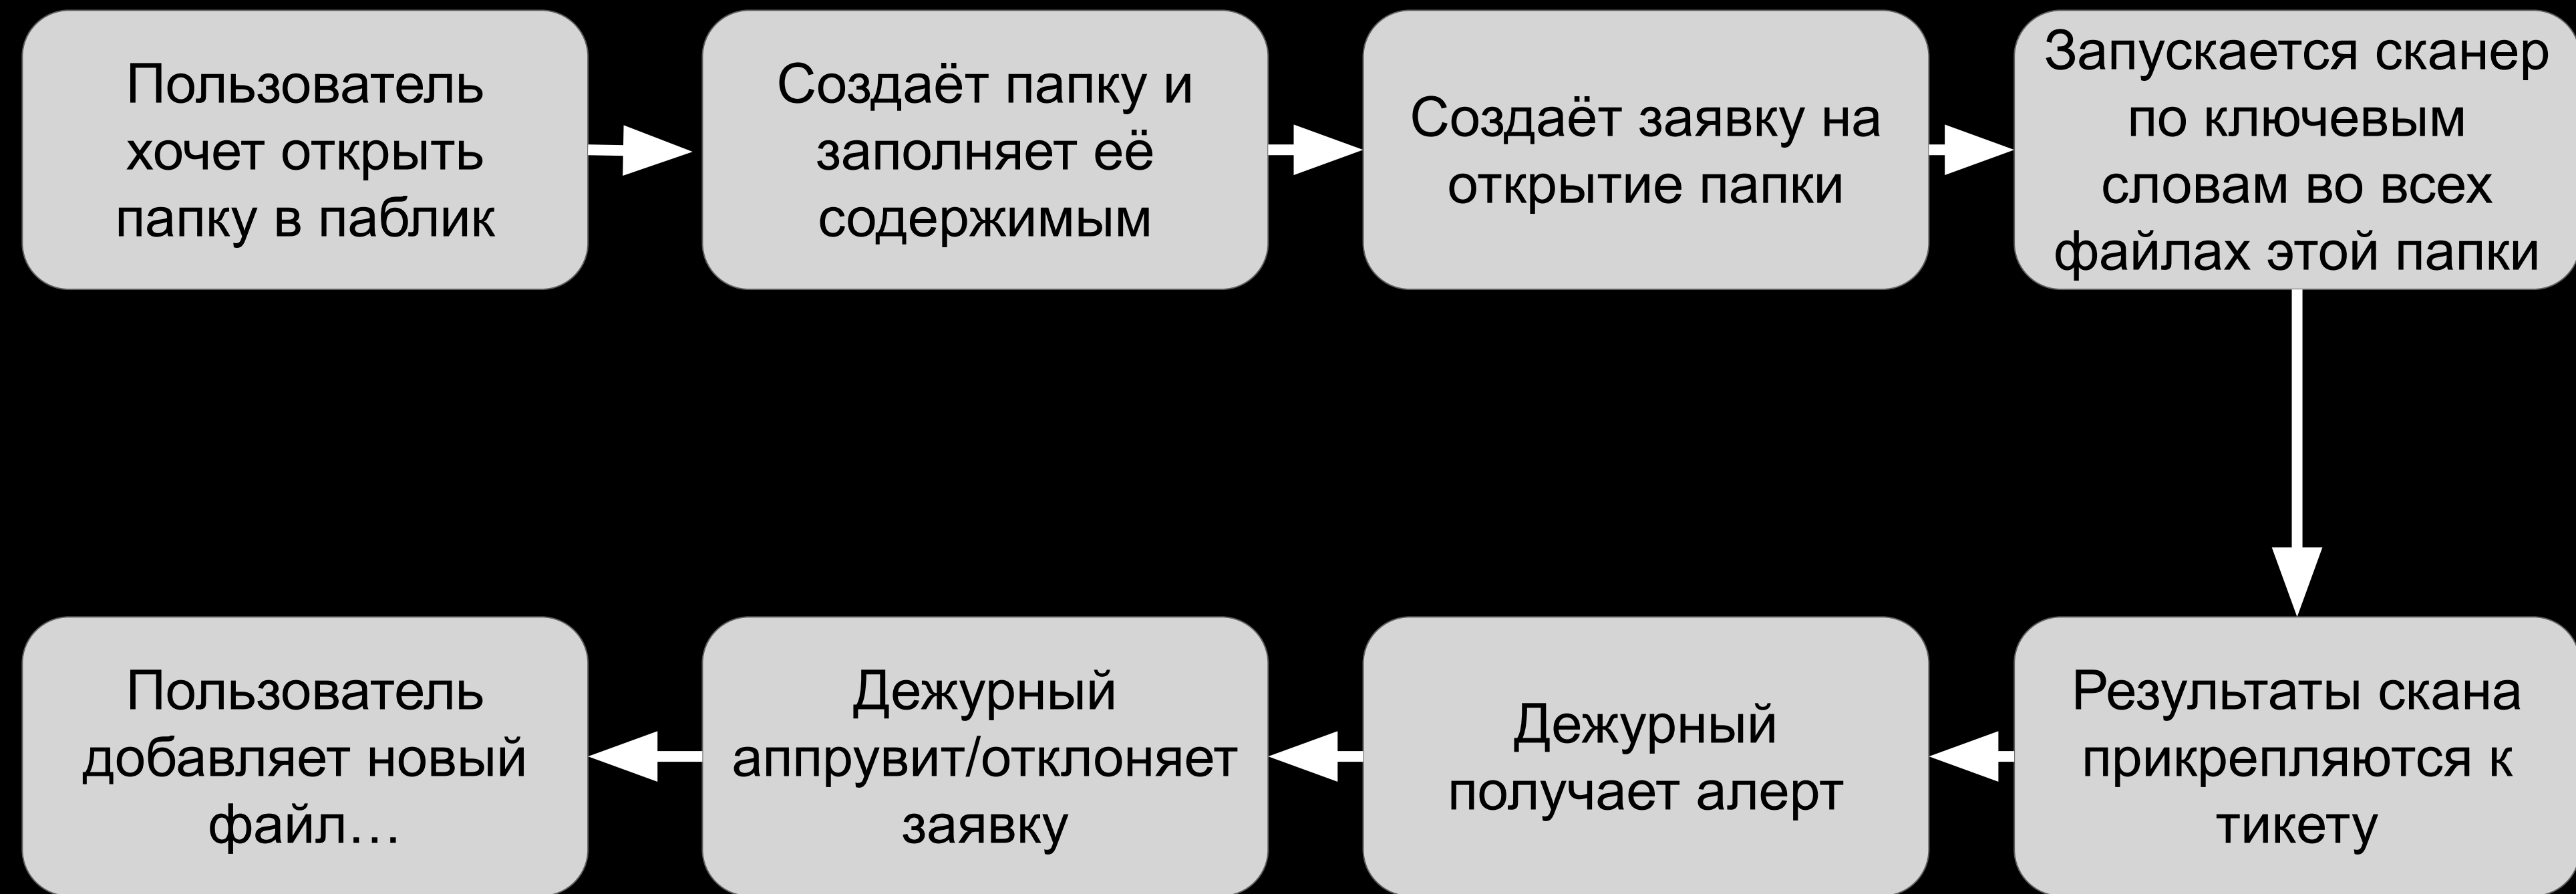 Пользователь
хочет открыть
папку в паблик
Создаёт папку и
заполняет её
содержимым
Создаёт заявку на
открытие папки
Запускается сканер
по ключевым
словам во всех
файлах этой папки
Пользователь
добавляет новый
файл…
Дежурный
аппрувит/отклоняет
заявку
Дежурный
получает алерт
Результаты скана
прикрепляются к
тикету